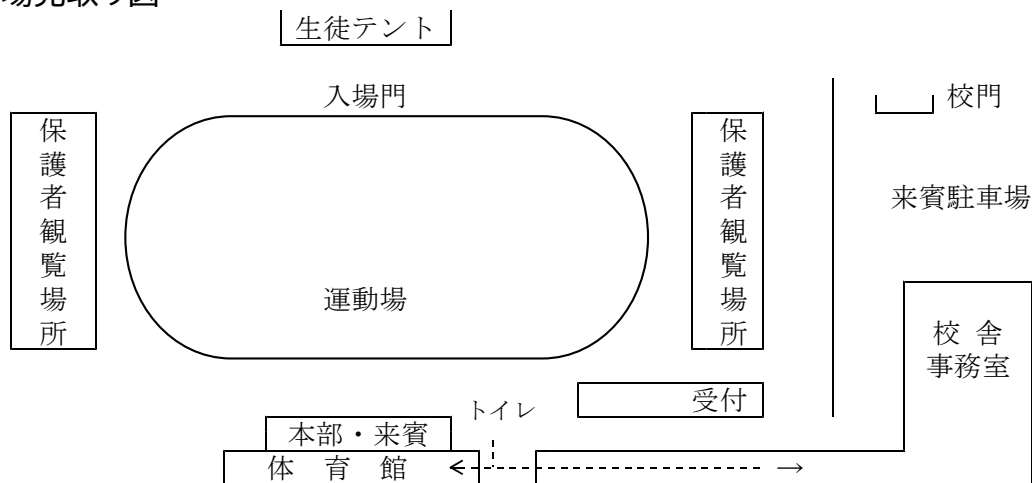 場見取り図
生徒テント
入場門
校門
保護者観覧場所
保護者観覧場所
来賓駐車場
運動場
校 舎
事務室
受付
トイレ
本部・来賓
体 育 館